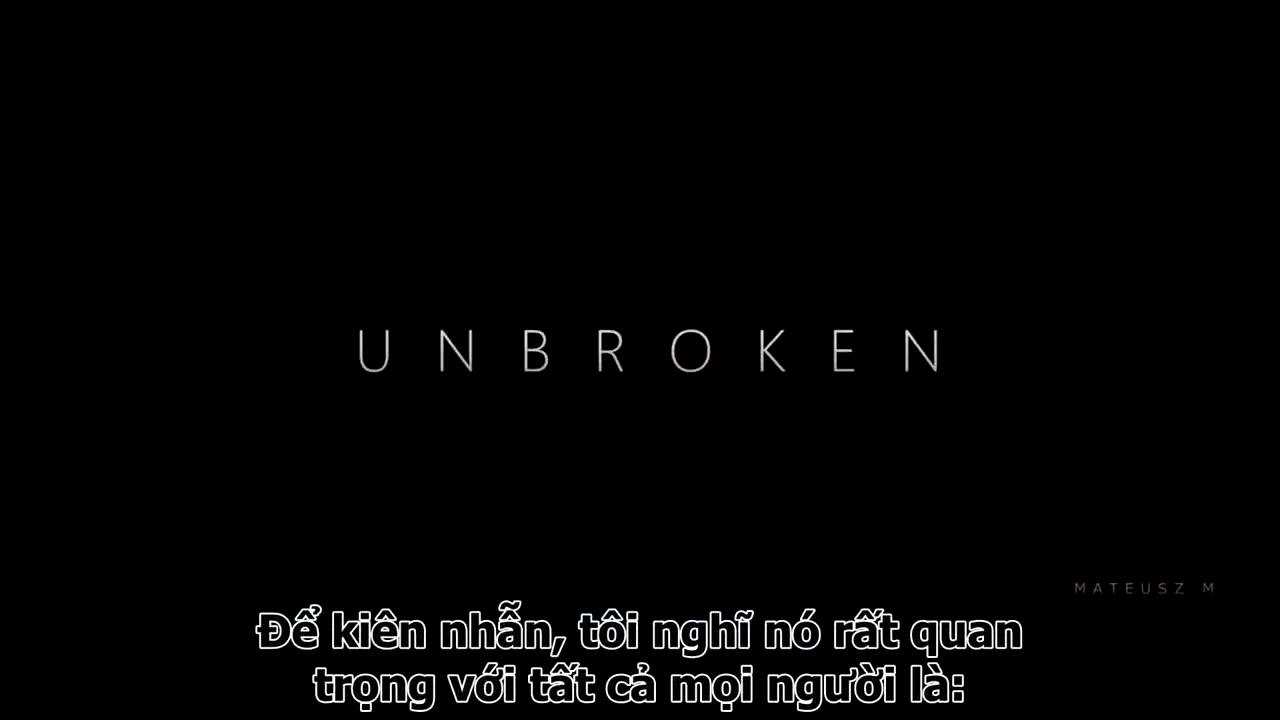 UNBROKEN
MATEUSZ M
Để kiên nhẫn, tôi nghĩ nó rất quan
trọng với tất cả mọi người là: